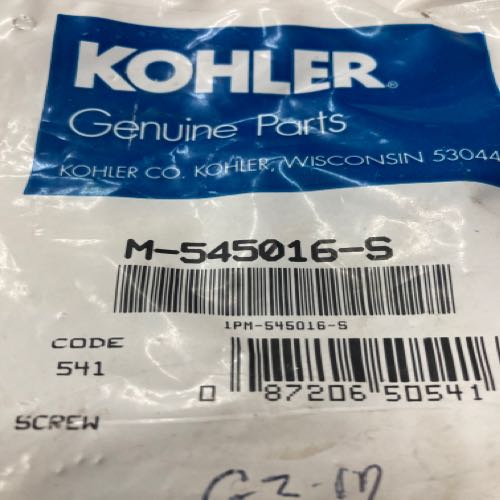 KOHLER®
Genuine Parts
KOHLER CO. KOHLER, WISCONSIN 53044
M-545016-S
1PM-545016-S
CODE
541
0 87206 50541
SCREW